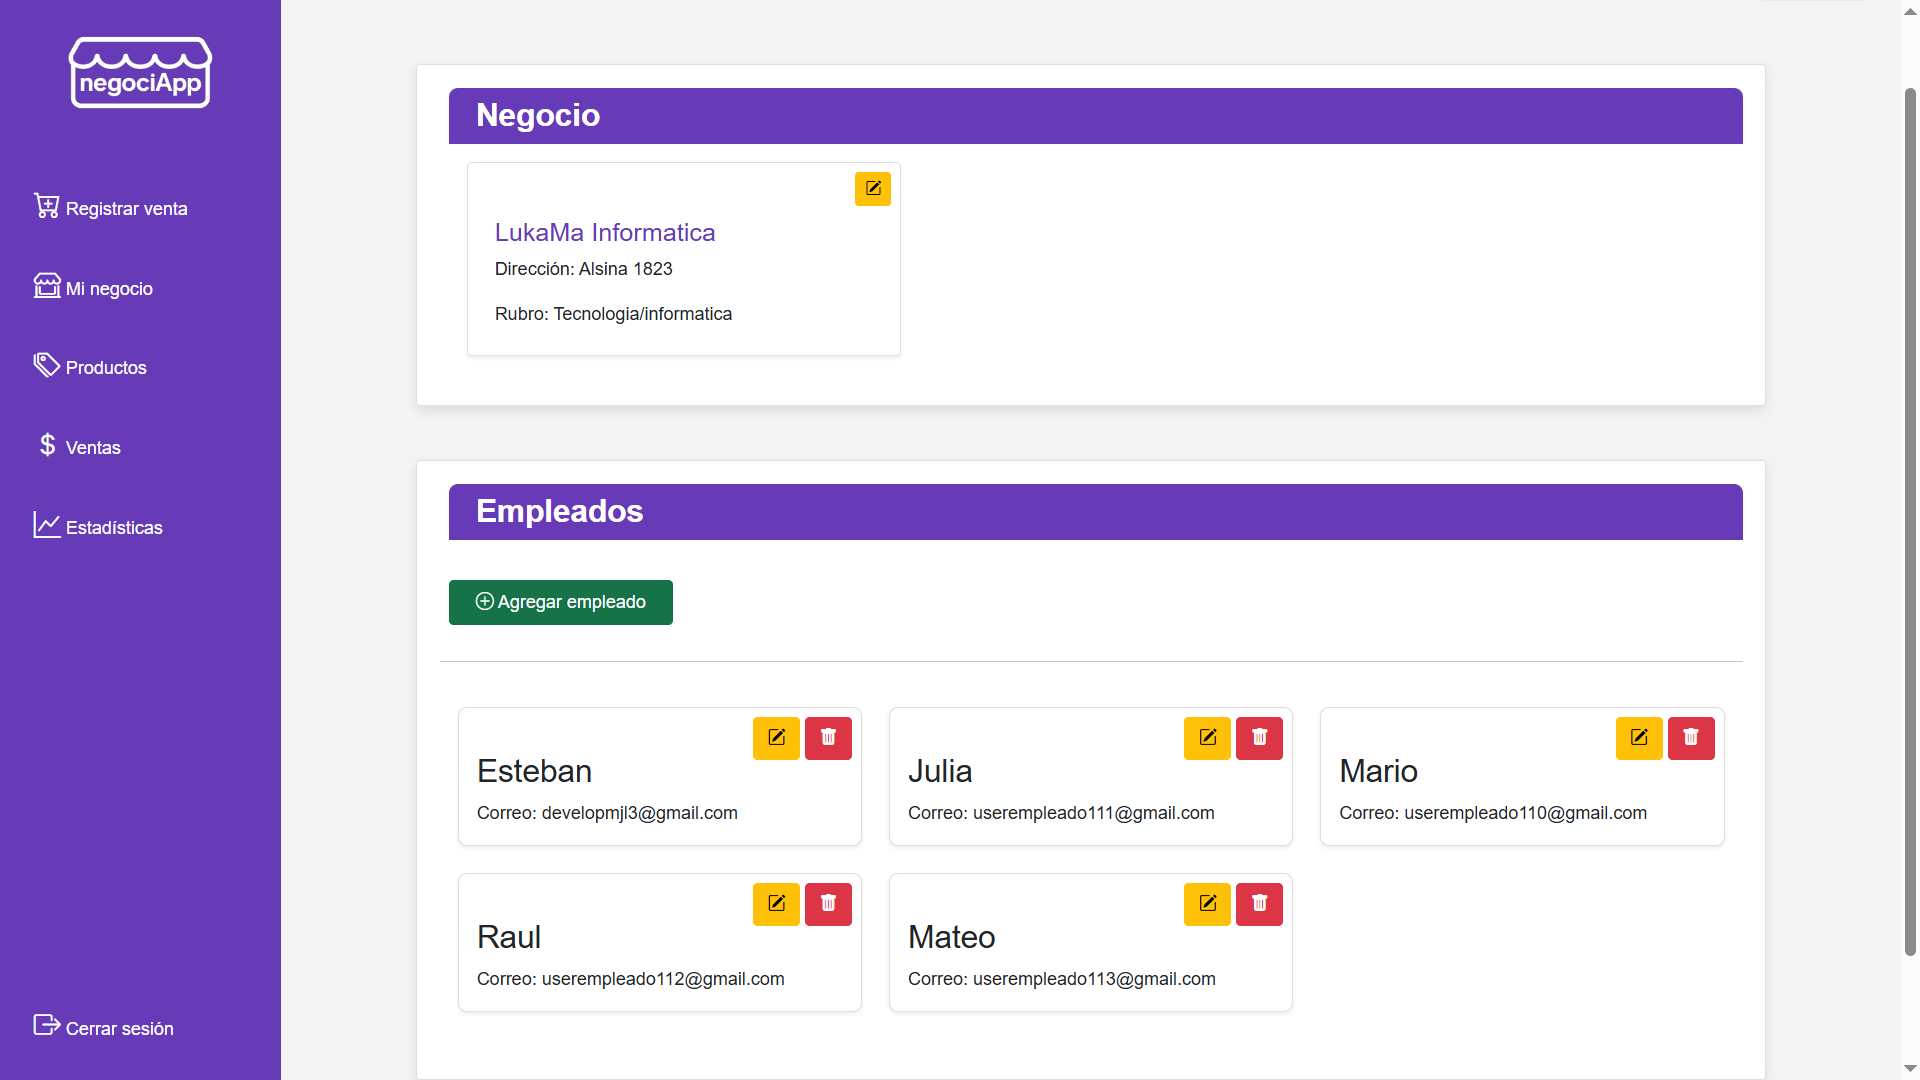 negociApp
Registrar venta
Mi negocio
Productos
Ventas
Estadísticas
Cerrar sesión
Negocio
LukaMa Informatica
Dirección: Alsina 1823
Rubro: Tecnologia/informatica
Empleados
Agregar empleado
Esteban
Correo: developmjl3@gmail.com
Julia
Correo: userempleado111@gmail.com
Mario
Correo: userempleado110@gmail.com
Raul
Correo: userempleado112@gmail.com
Mateo
Correo: userempleado113@gmail.com